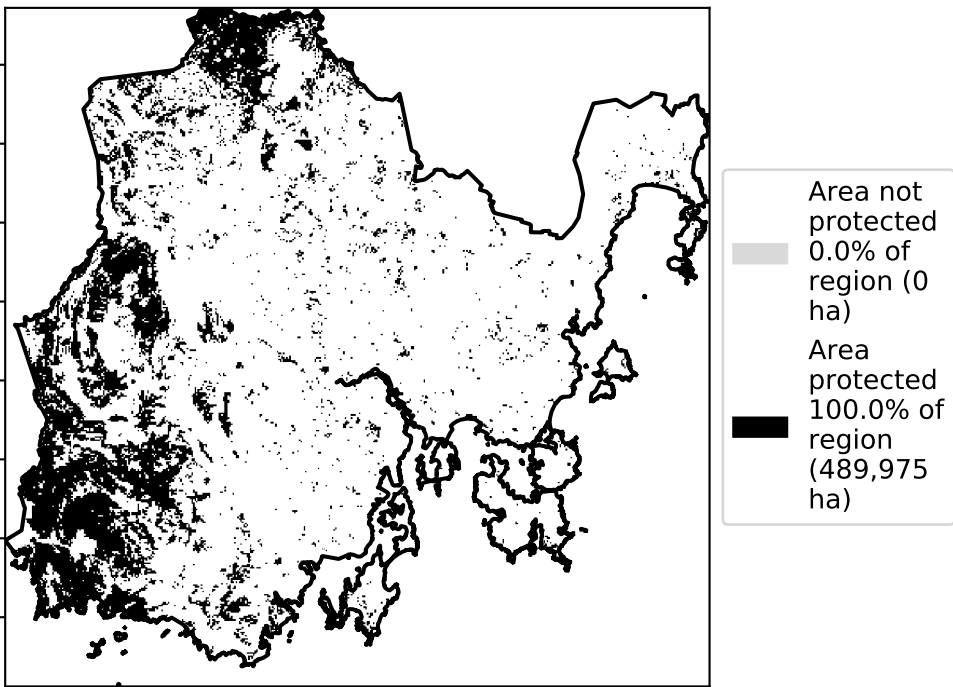 Area not
protected
0.0% of
region (0
ha)
Area
protected
100.0% of
region
(489,975
ha)